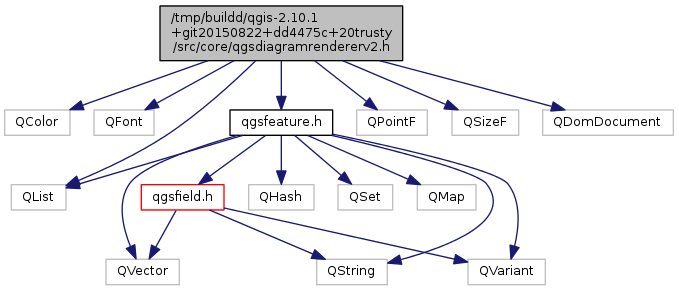 /tmp/buildd/qgis-2.10.1
+git20150822+dd4475c+20trusty
/src/core/qgsdiagramrendererv2.h
QColor
QFont
qgsfeature.h
QPointF
QSizeF
QDomDocument
QList
qgsfield.h
QHash
QSet
QMap
QVector
QString
QVariant